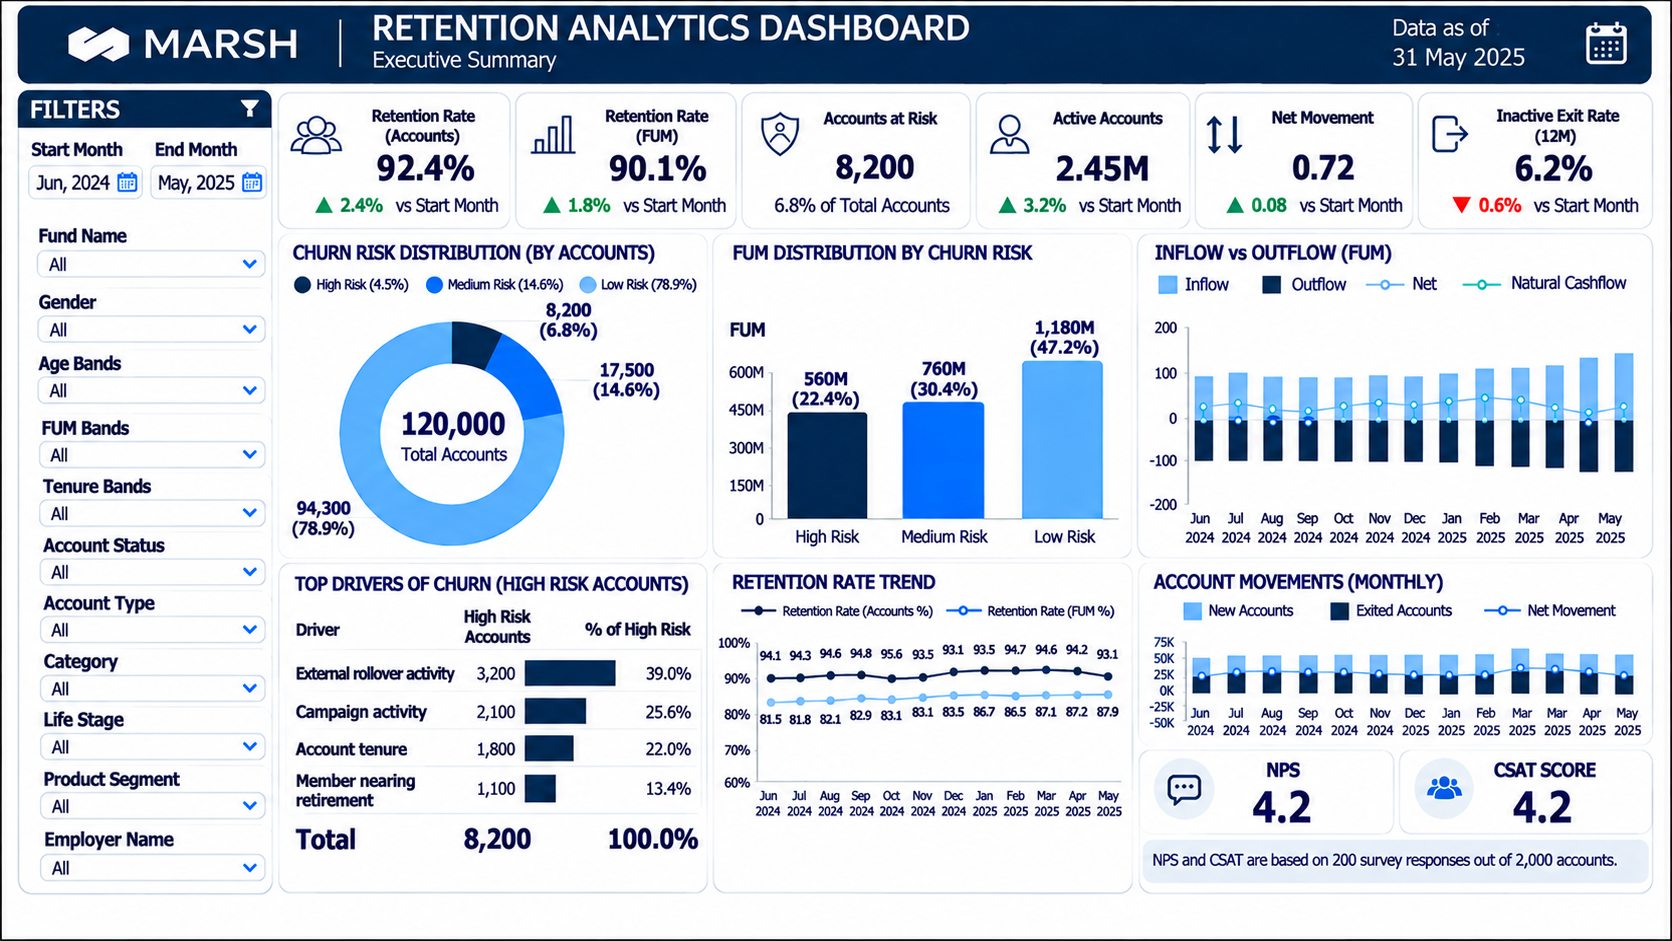 MARSH
RETENTION ANALYTICS DASHBOARD
Executive Summary
Data as of
31 May 2025
FILTERS
Start Month End Month
Jun, 2024 May, 2025
Fund Name
All
Gender
All
Age Bands
All
FUM Bands
All
Tenure Bands
All
Account Status
All
Account Type
All
Category
All
Life Stage
All
Product Segment
All
Employer Name
All
Retention Rate
(Accounts)
92.4%
▲ 2.4% vs Start Month
Retention Rate
(FUM)
90.1%
▲ 1.8% vs Start Month
Accounts at Risk
8,200
6.8% of Total Accounts
Active Accounts
2.45M
▲ 3.2% vs Start Month
Net Movement
0.72
▲ 0.08 vs Start Month
Inactive Exit Rate
(12M)
6.2%
▼ 0.6% vs Start Month
CHURN RISK DISTRIBUTION (BY ACCOUNTS)
High Risk (4.5%) Medium Risk (14.6%) Low Risk (78.9%)
8,200
(6.8%)
17,500
(14.6%)
120,000
Total Accounts
94,300
(78.9%)
FUM DISTRIBUTION BY CHURN RISK
FUM
600M
450M
300M
150M
0
560M
(22.4%)
760M
(30.4%)
1,180M
(47.2%)
High Risk Medium Risk Low Risk
INFLOW vs OUTFLOW (FUM)
Inflow Outflow Net Natural Cashflow
200
100
0
-100
-200
Jun Jul Aug Sep Oct Nov Dec Jan Feb Mar Apr May
2024 2024 2024 2024 2024 2024 2024 2025 2025 2025 2025 2025
TOP DRIVERS OF CHURN (HIGH RISK ACCOUNTS)
Driver High Risk Accounts % of High Risk
External rollover activity 3,200 39.0%
Campaign activity 2,100 25.6%
Account tenure 1,800 22.0%
Member nearing
retirement 1,100 13.4%
Total 8,200 100.0%
RETENTION RATE TREND
Retention Rate (Accounts %) Retention Rate (FUM %)
100%
90%
80%
70%
60%
94.1 94.3 94.6 94.8 95.6 93.5 93.1 93.5 94.7 94.6 94.2 93.1
81.5 81.8 82.1 82.9 83.1 83.1 83.5 86.7 86.5 87.1 87.2 87.9
Jun Jul Aug Sep Oct Nov Dec Jan Feb Mar Apr May
2024 2024 2024 2024 2024 2024 2024 2025 2025 2025 2025 2025
ACCOUNT MOVEMENTS (MONTHLY)
New Accounts Exited Accounts Net Movement
75K
50K
25K
0K
-25K
-50K
Jun Jul Aug Sep Oct Nov Dec Jan Feb Mar Mar Apr May
2024 2024 2024 2024 2024 2024 2025 2025 2025 2025 2025 2025 2025
NPS
4.2
CSAT SCORE
4.2
NPS and CSAT are based on 200 survey responses out of 2,000 accounts.